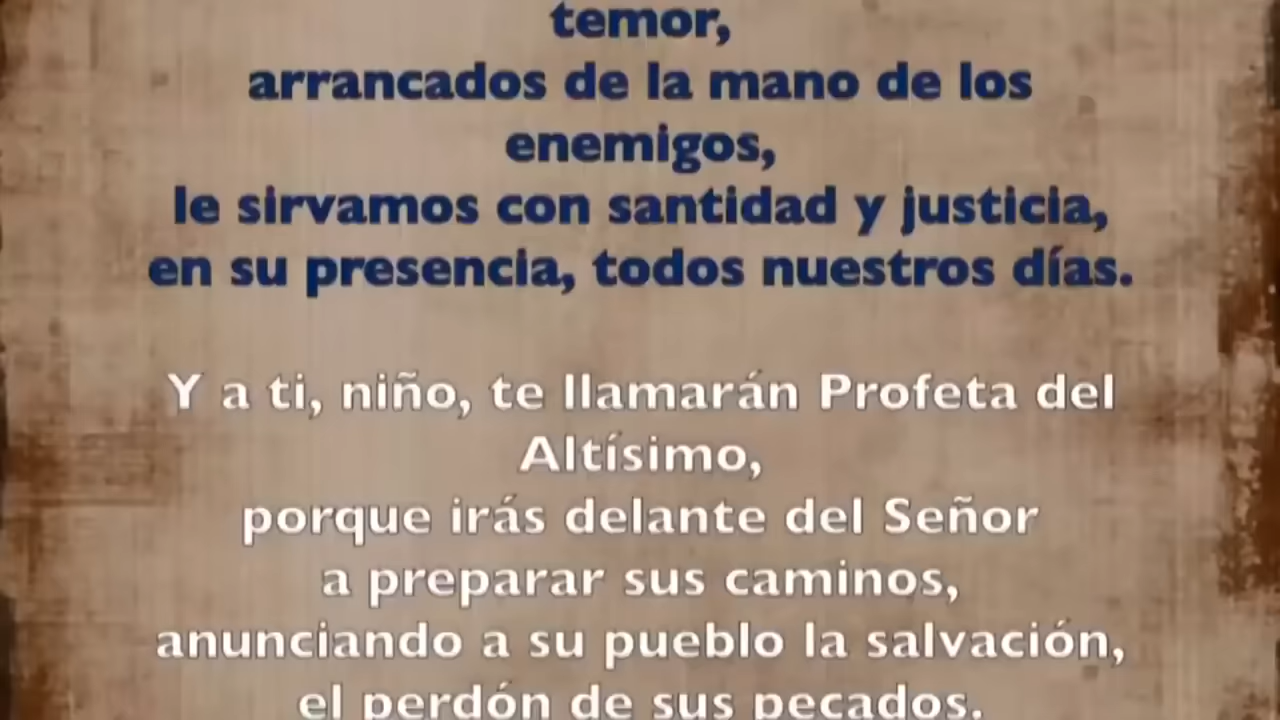 temor,
arrancados de la mano de los
enemigos,
le sirvamos con santidad y justicia,
en su presencia, todos nuestros días.
Y a ti, niño, te llamarán Profeta del
Altísimo,
porque irás delante del Señor
a preparar sus caminos,
anunciando a su pueblo la salvación,
el perdón de sus pecados.